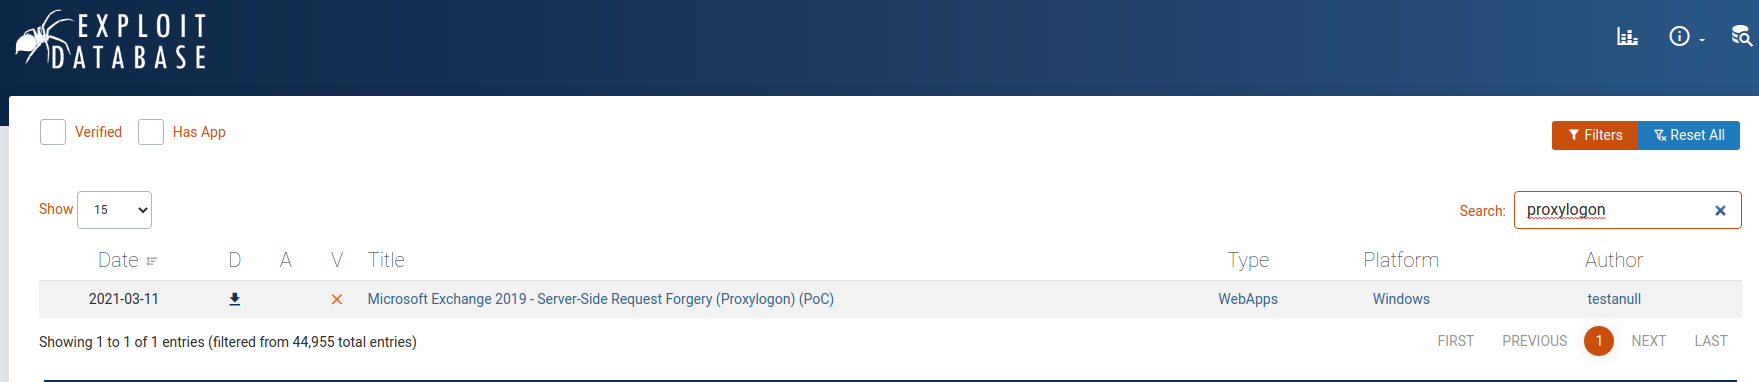 EXPLOIT
DATABASE
Verified Has App
Filters Reset All
Show 15 Search: proxylogon
Date D A V Title Type Platform Author
2021-03-11 Microsoft Exchange 2019 - Server-Side Request Forgery (Proxylogon) (PoC) WebApps Windows testanull
Showing 1 to 1 of 1 entries (filtered from 44,955 total entries) FIRST PREVIOUS 1 NEXT LAST